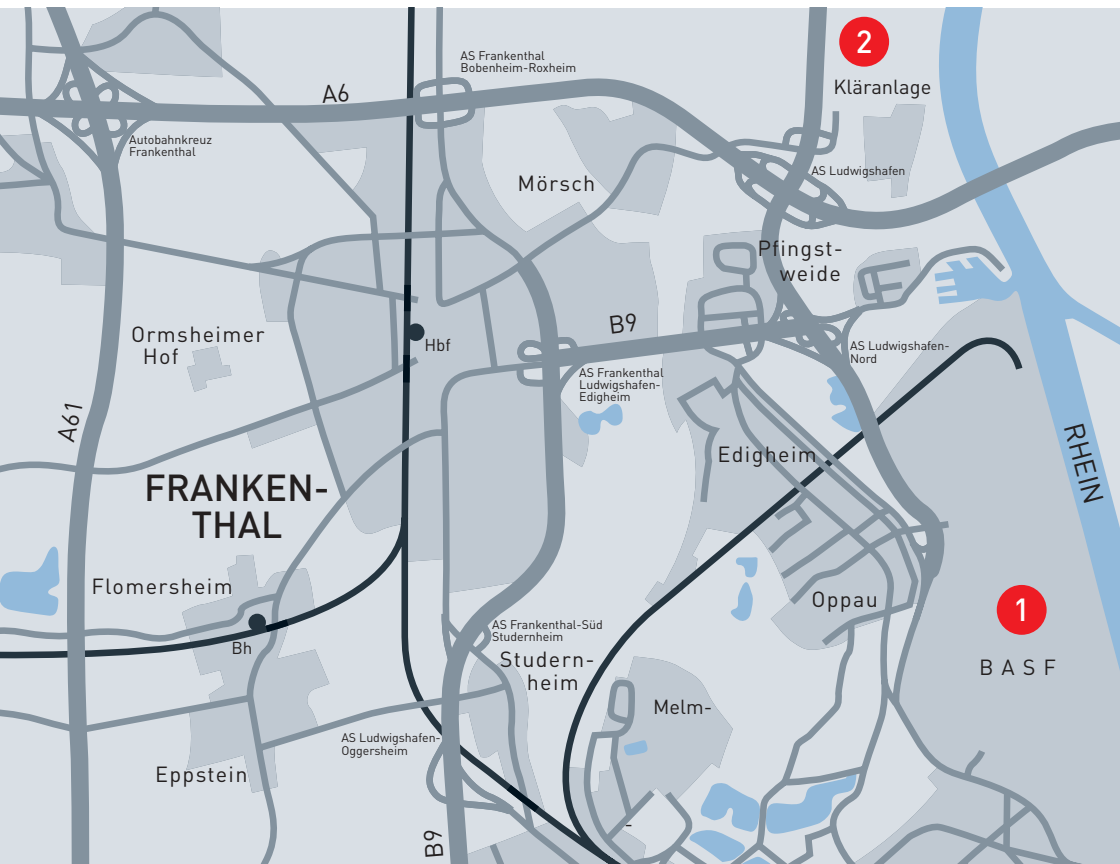 2
Kläranlage
AS Frankenthal
Bobenheim-Roxheim
A6
Autobahnkreuz
Frankenthal
AS Ludwigshafen
Mörsch
Pfingst-
weide
Ormsheimer
Hof
Hbf
B9
AS Ludwigshafen-
Nord
AS Frankenthal
Ludwigshafen-
Edigheim
A61
RHEIN
Edigheim
FRANKEN-
THAL
Flomersheim
Oppau
1
BASF
Bh
AS Frankenthal-Süd
Studernheim
Studern-
heim
Melm-
AS Ludwigshafen-
Oggersheim
Eppstein
B9
-